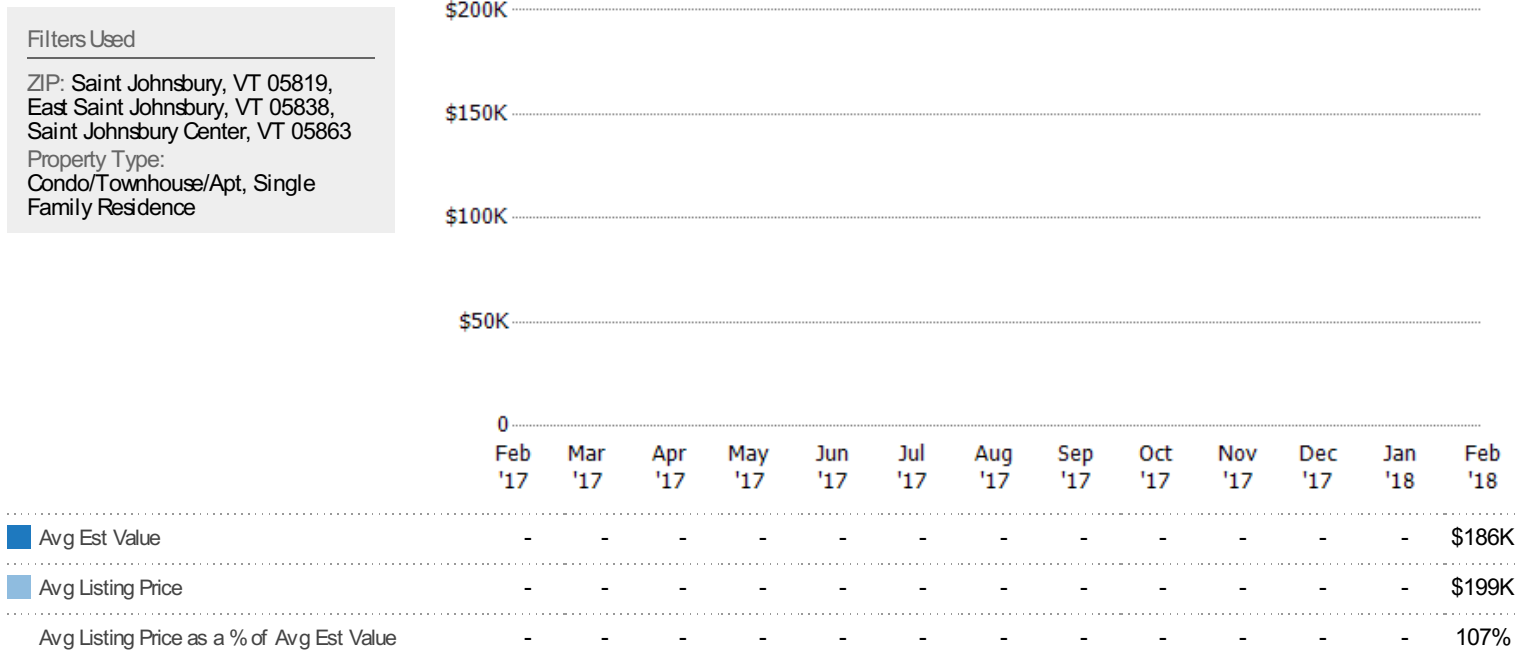 Filters Used
ZIP: Saint Johnsbury, VT 05819,
East Saint Johnsbury, VT 05838,
Saint Johnsbury Center, VT 05863
Property Type:
Condo/Townhouse/Apt, Single
Family Residence
$200K
$150K
$100K
$50K
0
Feb Mar Apr May Jun Jul Aug Sep Oct Nov Dec Jan Feb
'17 '17 '17 '17 '17 '17 '17 '17 '17 '17 '17 '18 '18
Avg Est Value - - - - - - - - - - - - $186K
Avg Listing Price - - - - - - - - - - - - $199K
Avg Listing Price as a % of Avg Est Value - - - - - - - - - - - - 107%